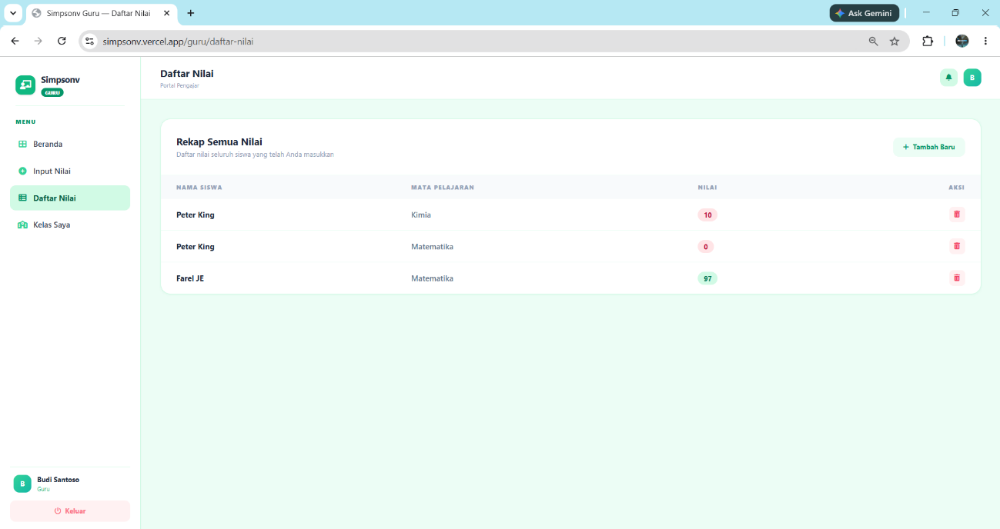 Simpsonv Guru — Daftar Nilai
Ask Gemini
simpsonv.vercel.app/guru/daftar-nilai
Simpsonv
GURU
MENU
Beranda
Input Nilai
Daftar Nilai
Kelas Saya
Budi Santoso
Guru
B
Keluar
Daftar Nilai
Portal Pengajar
B
Rekap Semua Nilai
Daftar nilai seluruh siswa yang telah Anda masukkan
+ Tambah Baru
NAMA SISWA MATA PELAJARAN NILAI AKSI
Peter King Kimia 10
Peter King Matematika 0
Farel JE Matematika 97